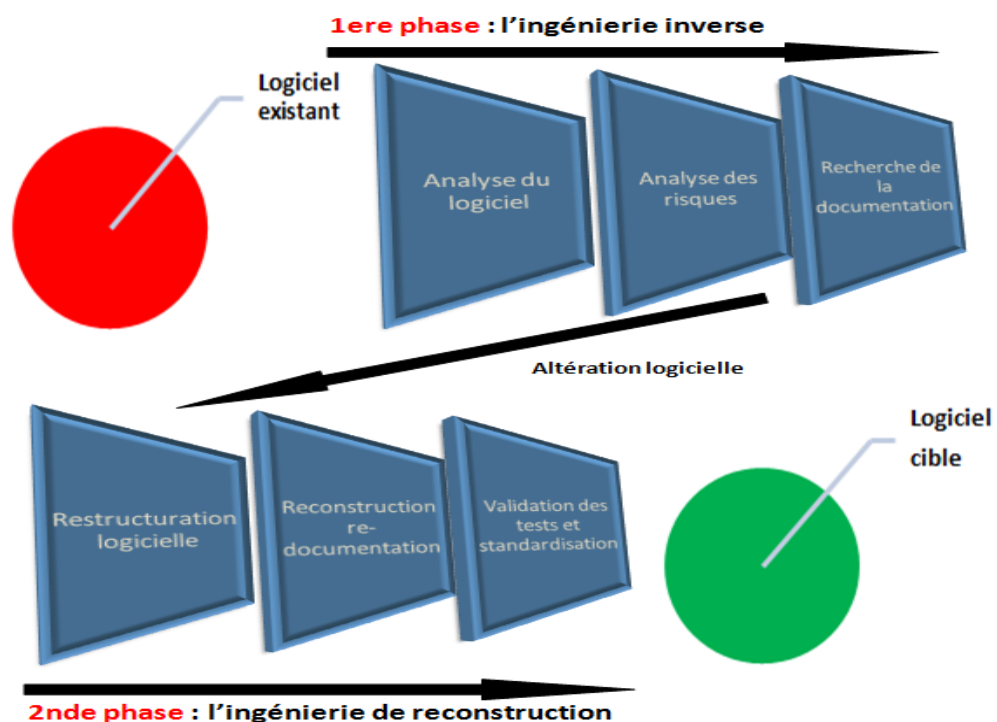 1ere phase : l'ingénierie inverse
Logiciel
existant
Analyse du
logiciel
Analyse des
risques
Recherche de
la
documentation
Altération logicielle
Restructuration
logicielle
Reconstruction
re-
documentation
Validation des
tests et
standardisation
Logiciel
cible
2nde phase : l'ingénierie de reconstruction